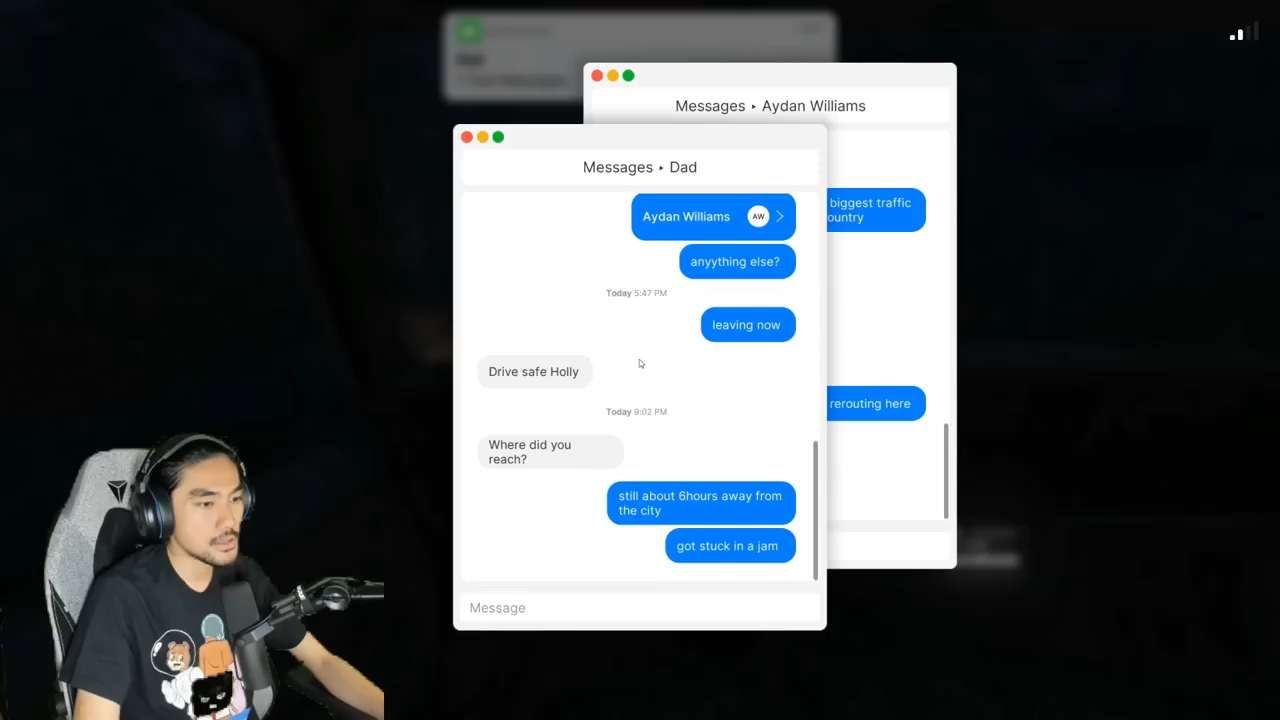 Messages ‣ Aydan Williams
biggest traffic
ountry
rerouting here
Messages ‣ Dad
Aydan Williams
AW
anyything else?
Today 5:47 PM
leaving now
Drive safe Holly
Today 9:02 PM
Where did you
reach?
still about 6hours away from
the city
got stuck in a jam
Message